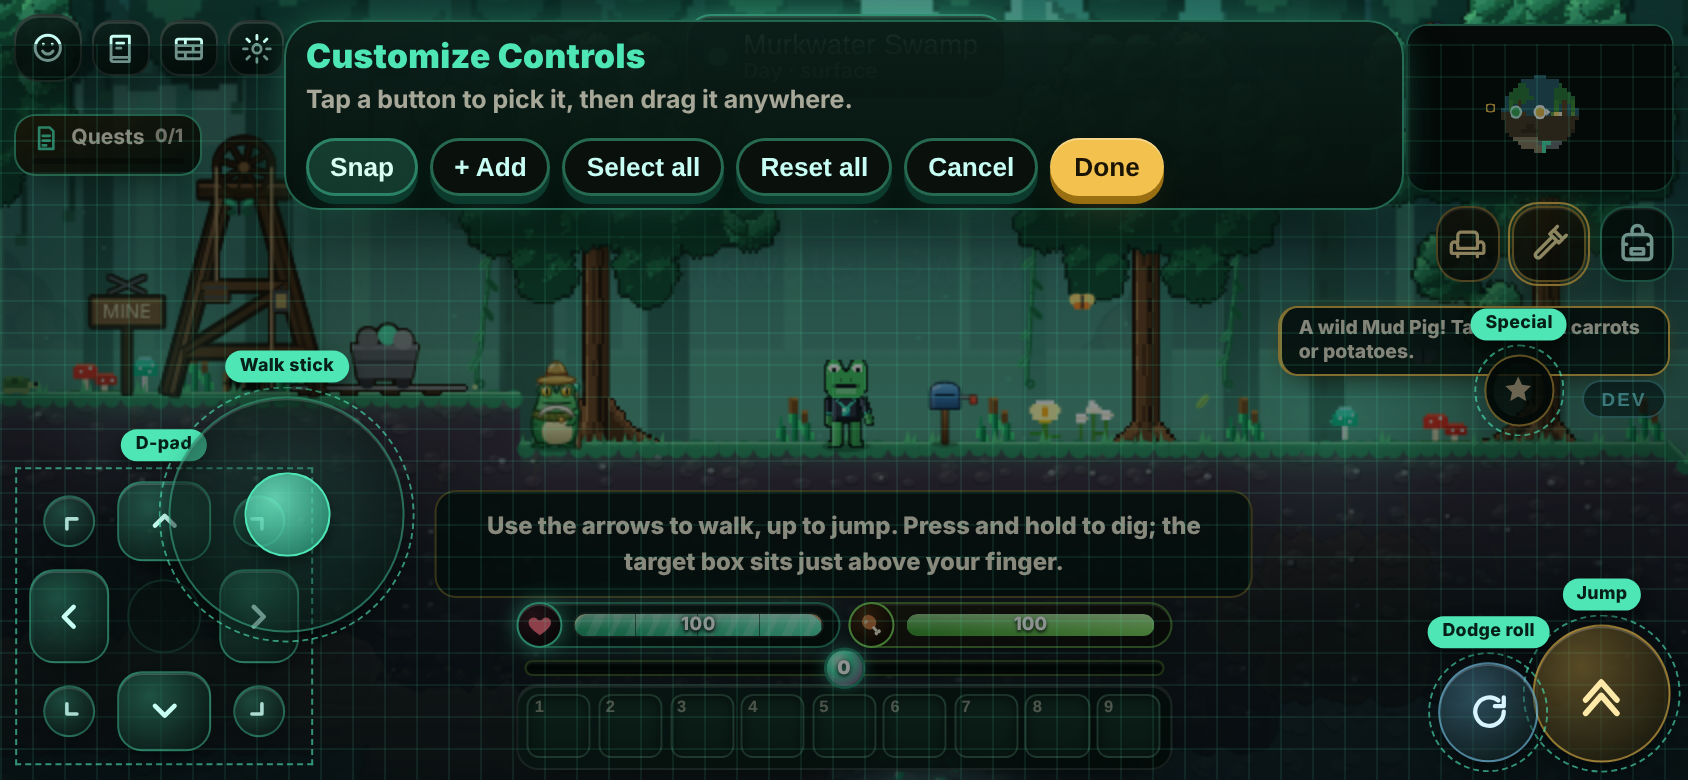 Customize Controls
Murkwater Swamp
Day · surface
Tap a button to pick it, then drag it anywhere.
Snap
+ Add
Select all
Reset all
Cancel
Done
Quests 0/1
MINE
A wild Mud Pig! Ta
carrots
or potatoes.
Special
DEV
Walk stick
D-pad
Use the arrows to walk, up to jump. Press and hold to dig; the
target box sits just above your finger.
100
100
0
1 2 3 4 5 6 7 8 9
Jump
Dodge roll